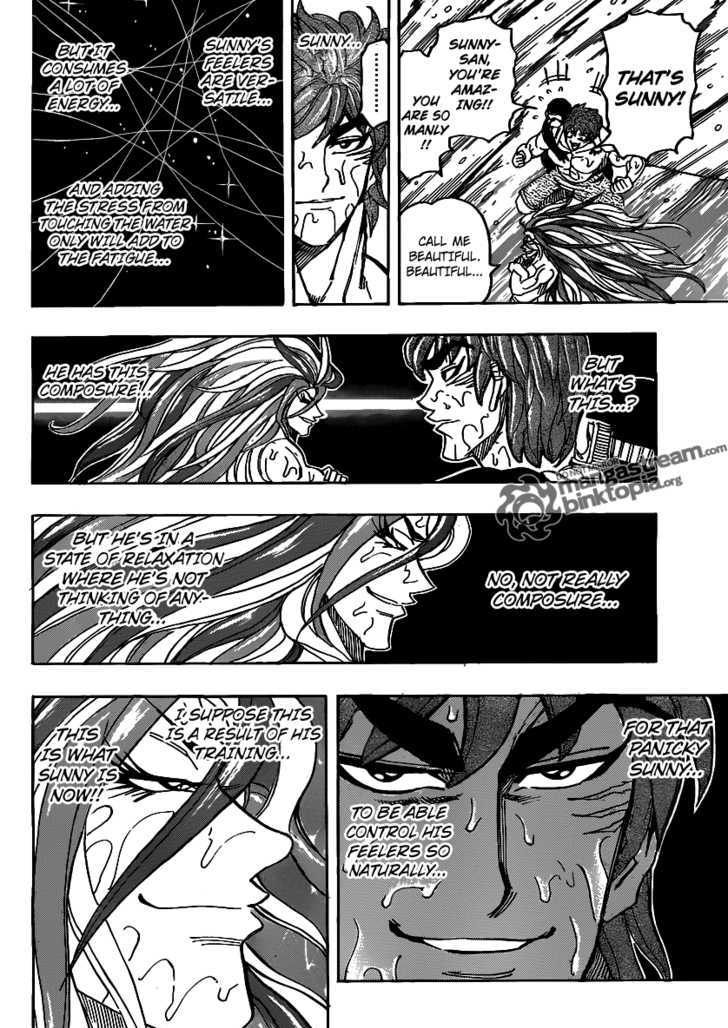 THAT'S
SUNNY!
SUNNY-
SAN,
YOU'RE
AMAZ-
ING!!
YOU
ARE SO
MANLY
!!
CALL ME
BEAUTIFUL.
BEAUTIFUL...
SUNNY...
SUNNY'S
FEELERS
ARE VER-
SATILE...
BUT IT
CONSUMES
A LOT OF
ENERGY...
AND ADDING
THE STRESS FROM
TOUCHING THE WATER
ONLY WILL ADD TO
THE FATIGUE...
BUT
WHAT'S
THIS...?
HE HAS THIS
COMPOSURE...
mangastream.com
binktopia.org
NO, NOT REALLY
COMPOSURE...
BUT HE'S IN A
STATE OF RELAXATION
WHERE HE'S NOT
THINKING OF ANY-
THING...
FOR THAT
PANICKY
SUNNY...
TO BE ABLE
CONTROL HIS
FEELERS SO
NATURALLY...
I SUPPOSE THIS
IS A RESULT OF HIS
TRAINING...
THIS
IS WHAT
SUNNY IS
NOW!!